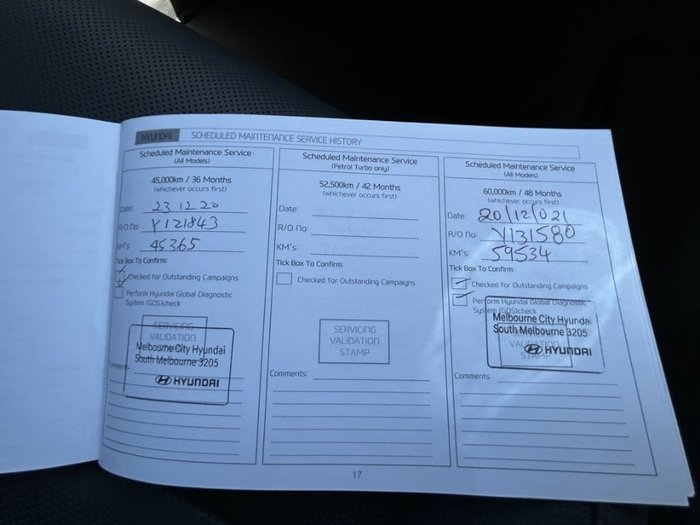 HYUNDAI SCHEDULED MAINTENANCE SERVICE HISTORY
Scheduled Maintenance Service
(All Models)
45,000km / 36 Months
(whichever occurs first)
Date: 23 12 20
R/O No: Y121843
KM's: 45365
Tick Box To Confirm:
Checked for Outstanding Campaigns
Perform Hyundai Global Diagnostic
System (GDS)check
SERVICING
VALIDATION
Melbourne City Hyundai
South Melbourne 3205
HYUNDAI
Comments:
Scheduled Maintenance Service
(Petrol Turbo only)
52,500km / 42 Months
(whichever occurs first)
Date:
R/O No:
KM's:
Tick Box To Confirm:
Checked for Outstanding Campaigns
SERVICING
VALIDATION
STAMP
Comments:
Scheduled Maintenance Service
(All Models)
60,000km / 48 Months
(whichever occurs first)
Date: 20/12/021
R/O No: Y131580
KM's: 59534
Tick Box To Confirm:
Checked for Outstanding Campaigns
Perform Hyundai Global Diagnostic
System (GDS)check
Melbourne City Hyundai
South Melbourne 3205
VALIDATION
HYUNDAI
STAMP
Comments:
17